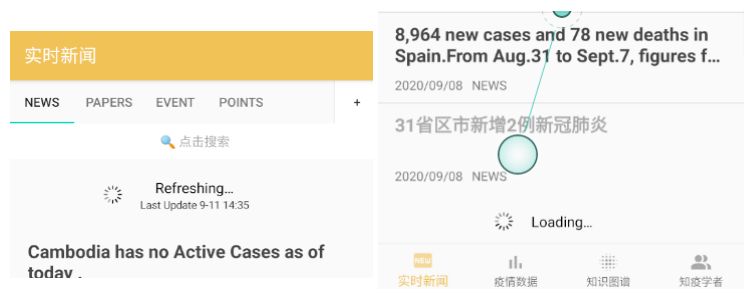 实时新闻
NEWS PAPERS EVENT POINTS +
点击搜索
Refreshing...
Last Update 9-11 14:35
Cambodia has no Active Cases as of
today .
8,964 new cases and 78 new deaths in
Spain.From Aug.31 to Sept.7, figures f...
2020/09/08 NEWS
31省区市新增2例新冠肺炎
2020/09/08 NEWS
Loading...
NEW
实时新闻 疫情数据 知识图谱 知疫学者